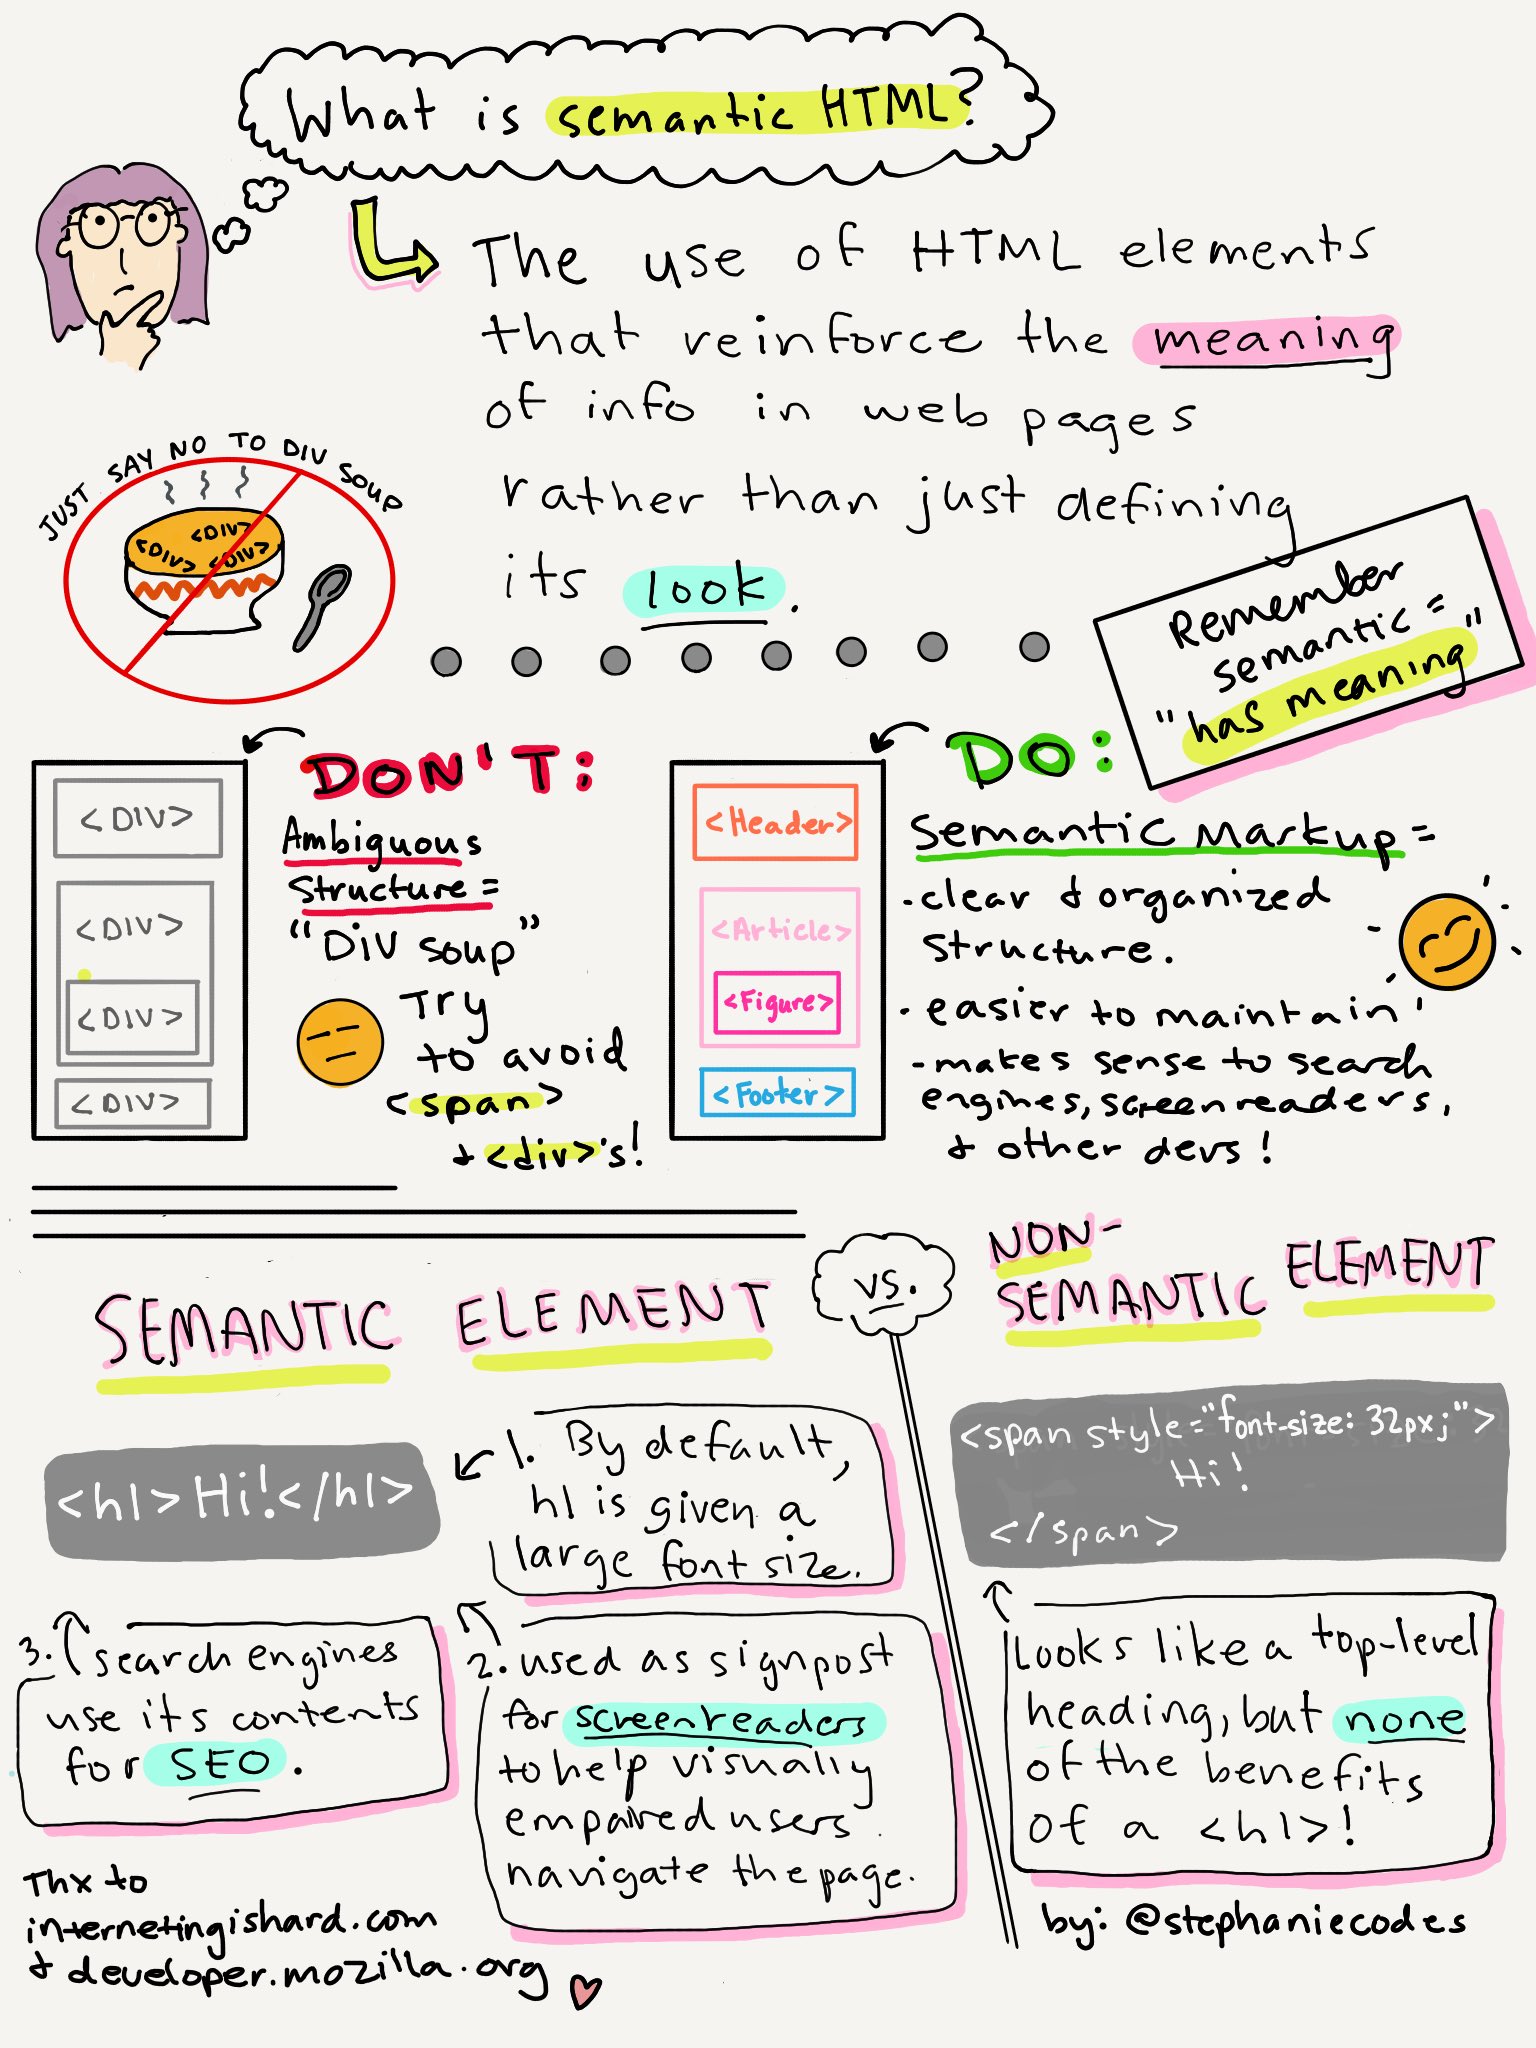 What is semantic HTML?
The use of HTML elements
that reinforce the meaning
of info in web pages
rather than just defining
its look.
JUST SAY NO TO DIV SOUP
<DIV>
<DIV> <DIV>
Remember
semantic =
"has meaning"
<DIV>
<DIV>
<DIV>
<DIV>
DON'T:
Ambiguous
Structure =
"Div soup"
Try
to avoid
<span>
& <div>'s!
<Header>
<Article>
<Figure>
<Footer>
DO:
Semantic Markup =
· clear & organized
structure.
· easier to maintain
· makes sense to search
engines, screenreaders,
& other devs!
SEMANTIC ELEMENT
vs.
NON-
SEMANTIC ELEMENT
<h1>Hi!</h1>
1. By default,
h1 is given a
large font size.
2. used as signpost
for screenreaders
to help visually
empaired users
navigate the page.
3. search engines
use its contents
for SEO.
<span style="font-size: 32px;">
Hi!
</span>
Looks like a top-level
heading, but none
of the benefits
of a <h1>!
Thx to
internetingishard.com
& developer.mozilla.org
by: @stephaniecodes